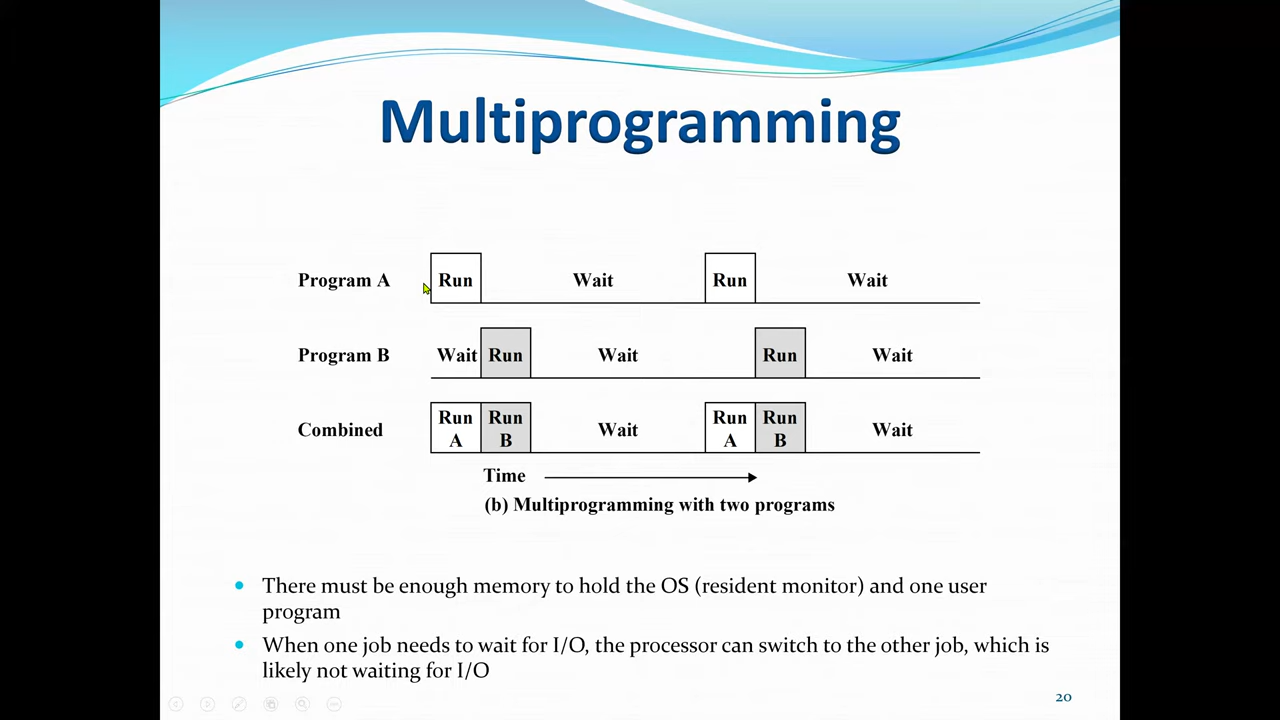 Multiprogramming
Program A Run Wait Run Wait
Program B Wait Run Wait Run Wait
Combined Run A Run B Wait Run A Run B Wait
Time
(b) Multiprogramming with two programs
There must be enough memory to hold the OS (resident monitor) and one user
program
When one job needs to wait for I/O, the processor can switch to the other job, which is
likely not waiting for I/O
20